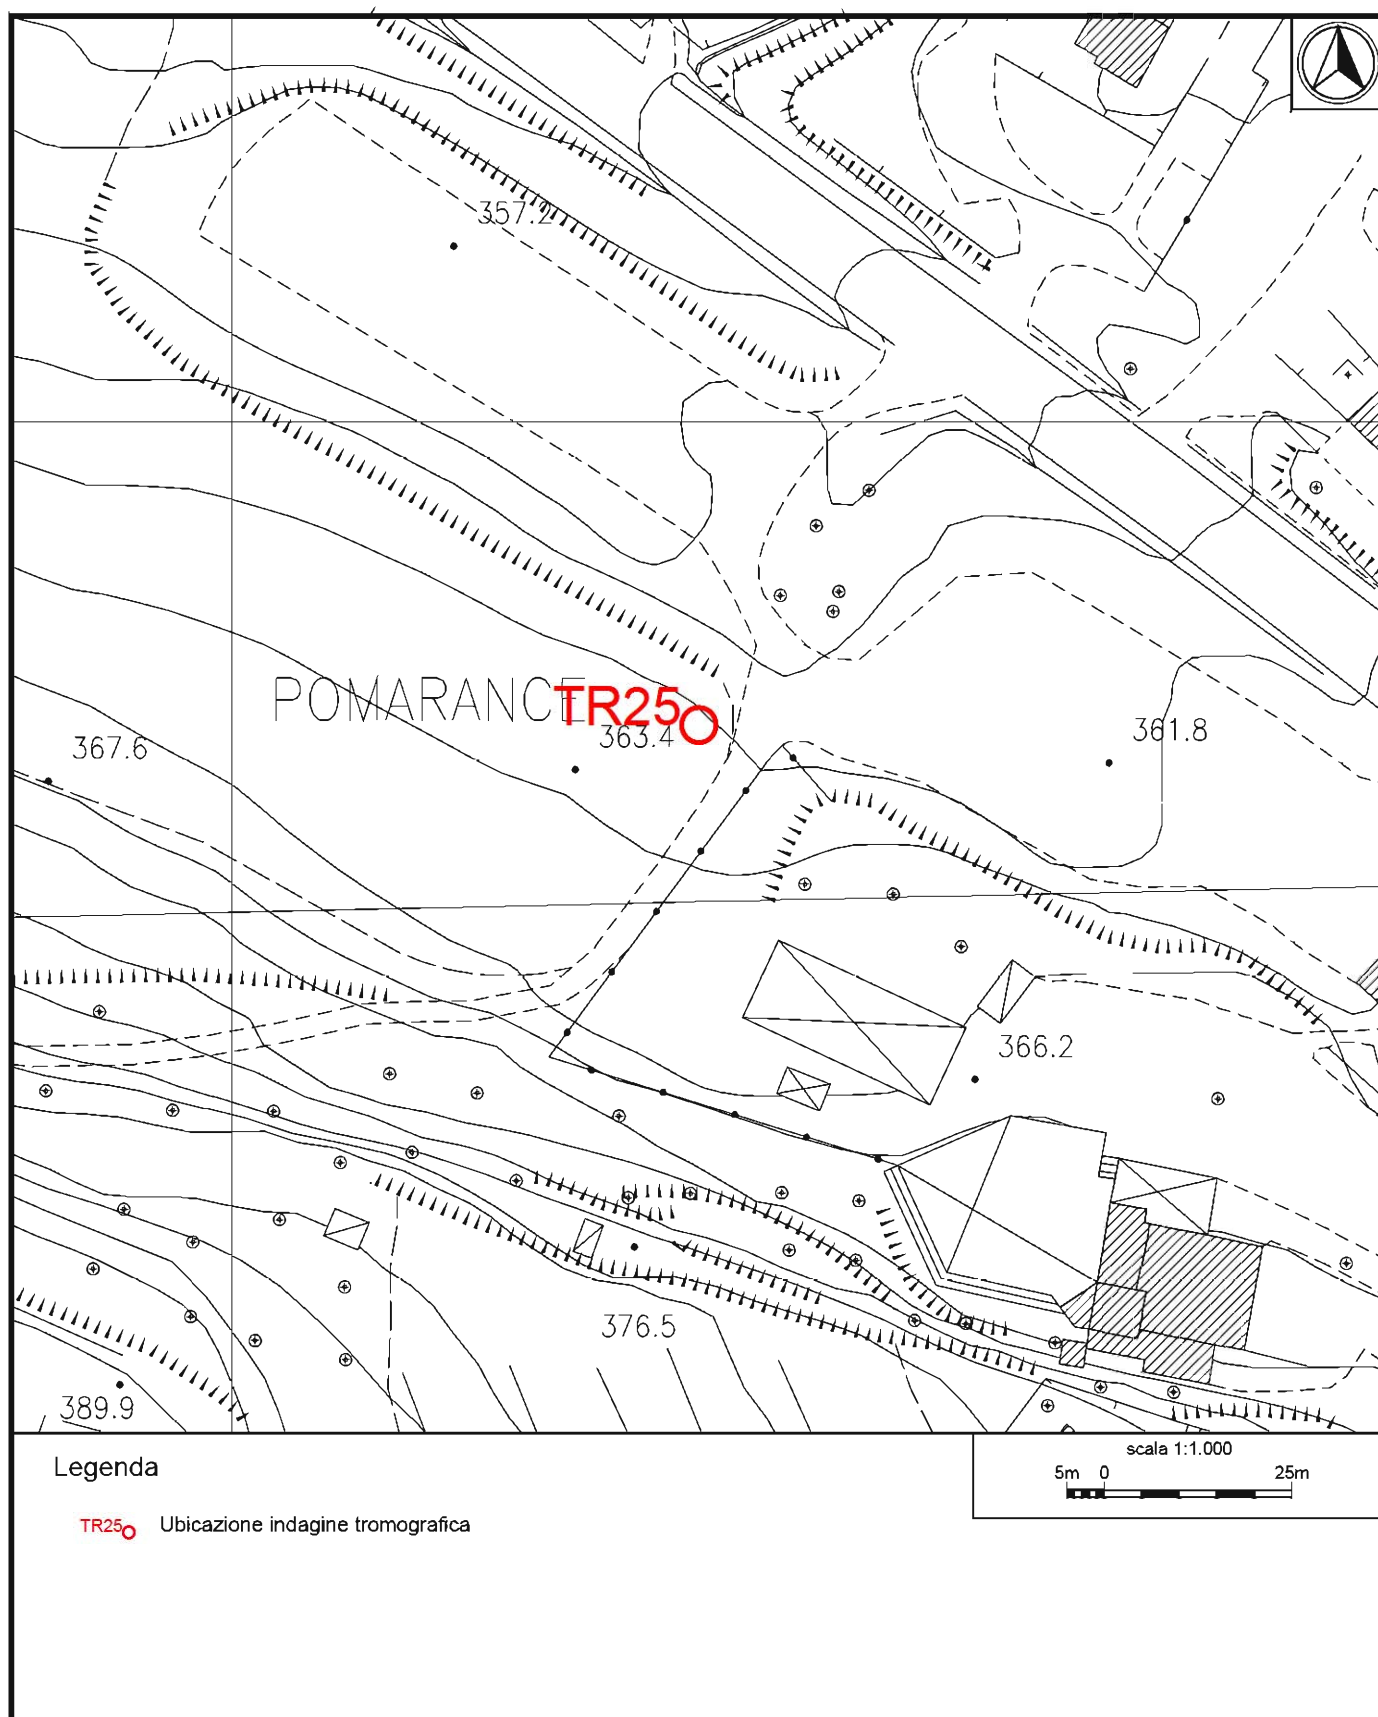 357.2
POMARANCE
TR25
363.4
367.6
361.8
366.2
376.5
389.9
Legenda
TR25 Ubicazione indagine tromografica
scala 1:1.000
5m 0 25m